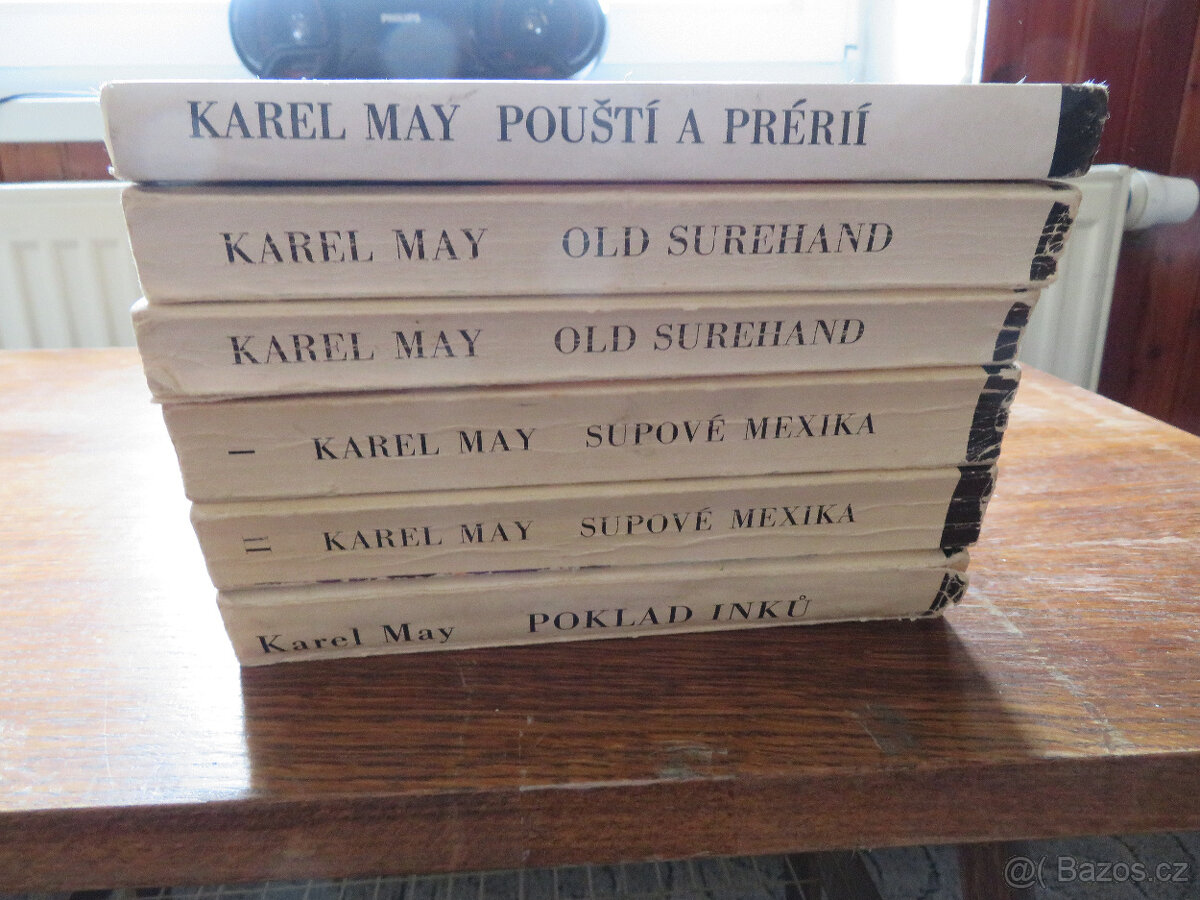 PHILIPS
KAREL MAY POUŠTÍ A PRÉRIÍ
KAREL MAY OLD SUREHAND
KAREL MAY OLD SUREHAND
I KAREL MAY SUPOVÉ MEXIKA
II KAREL MAY SUPOVÉ MEXIKA
Karel May POKLAD INKŮ
@( Bazos.cz